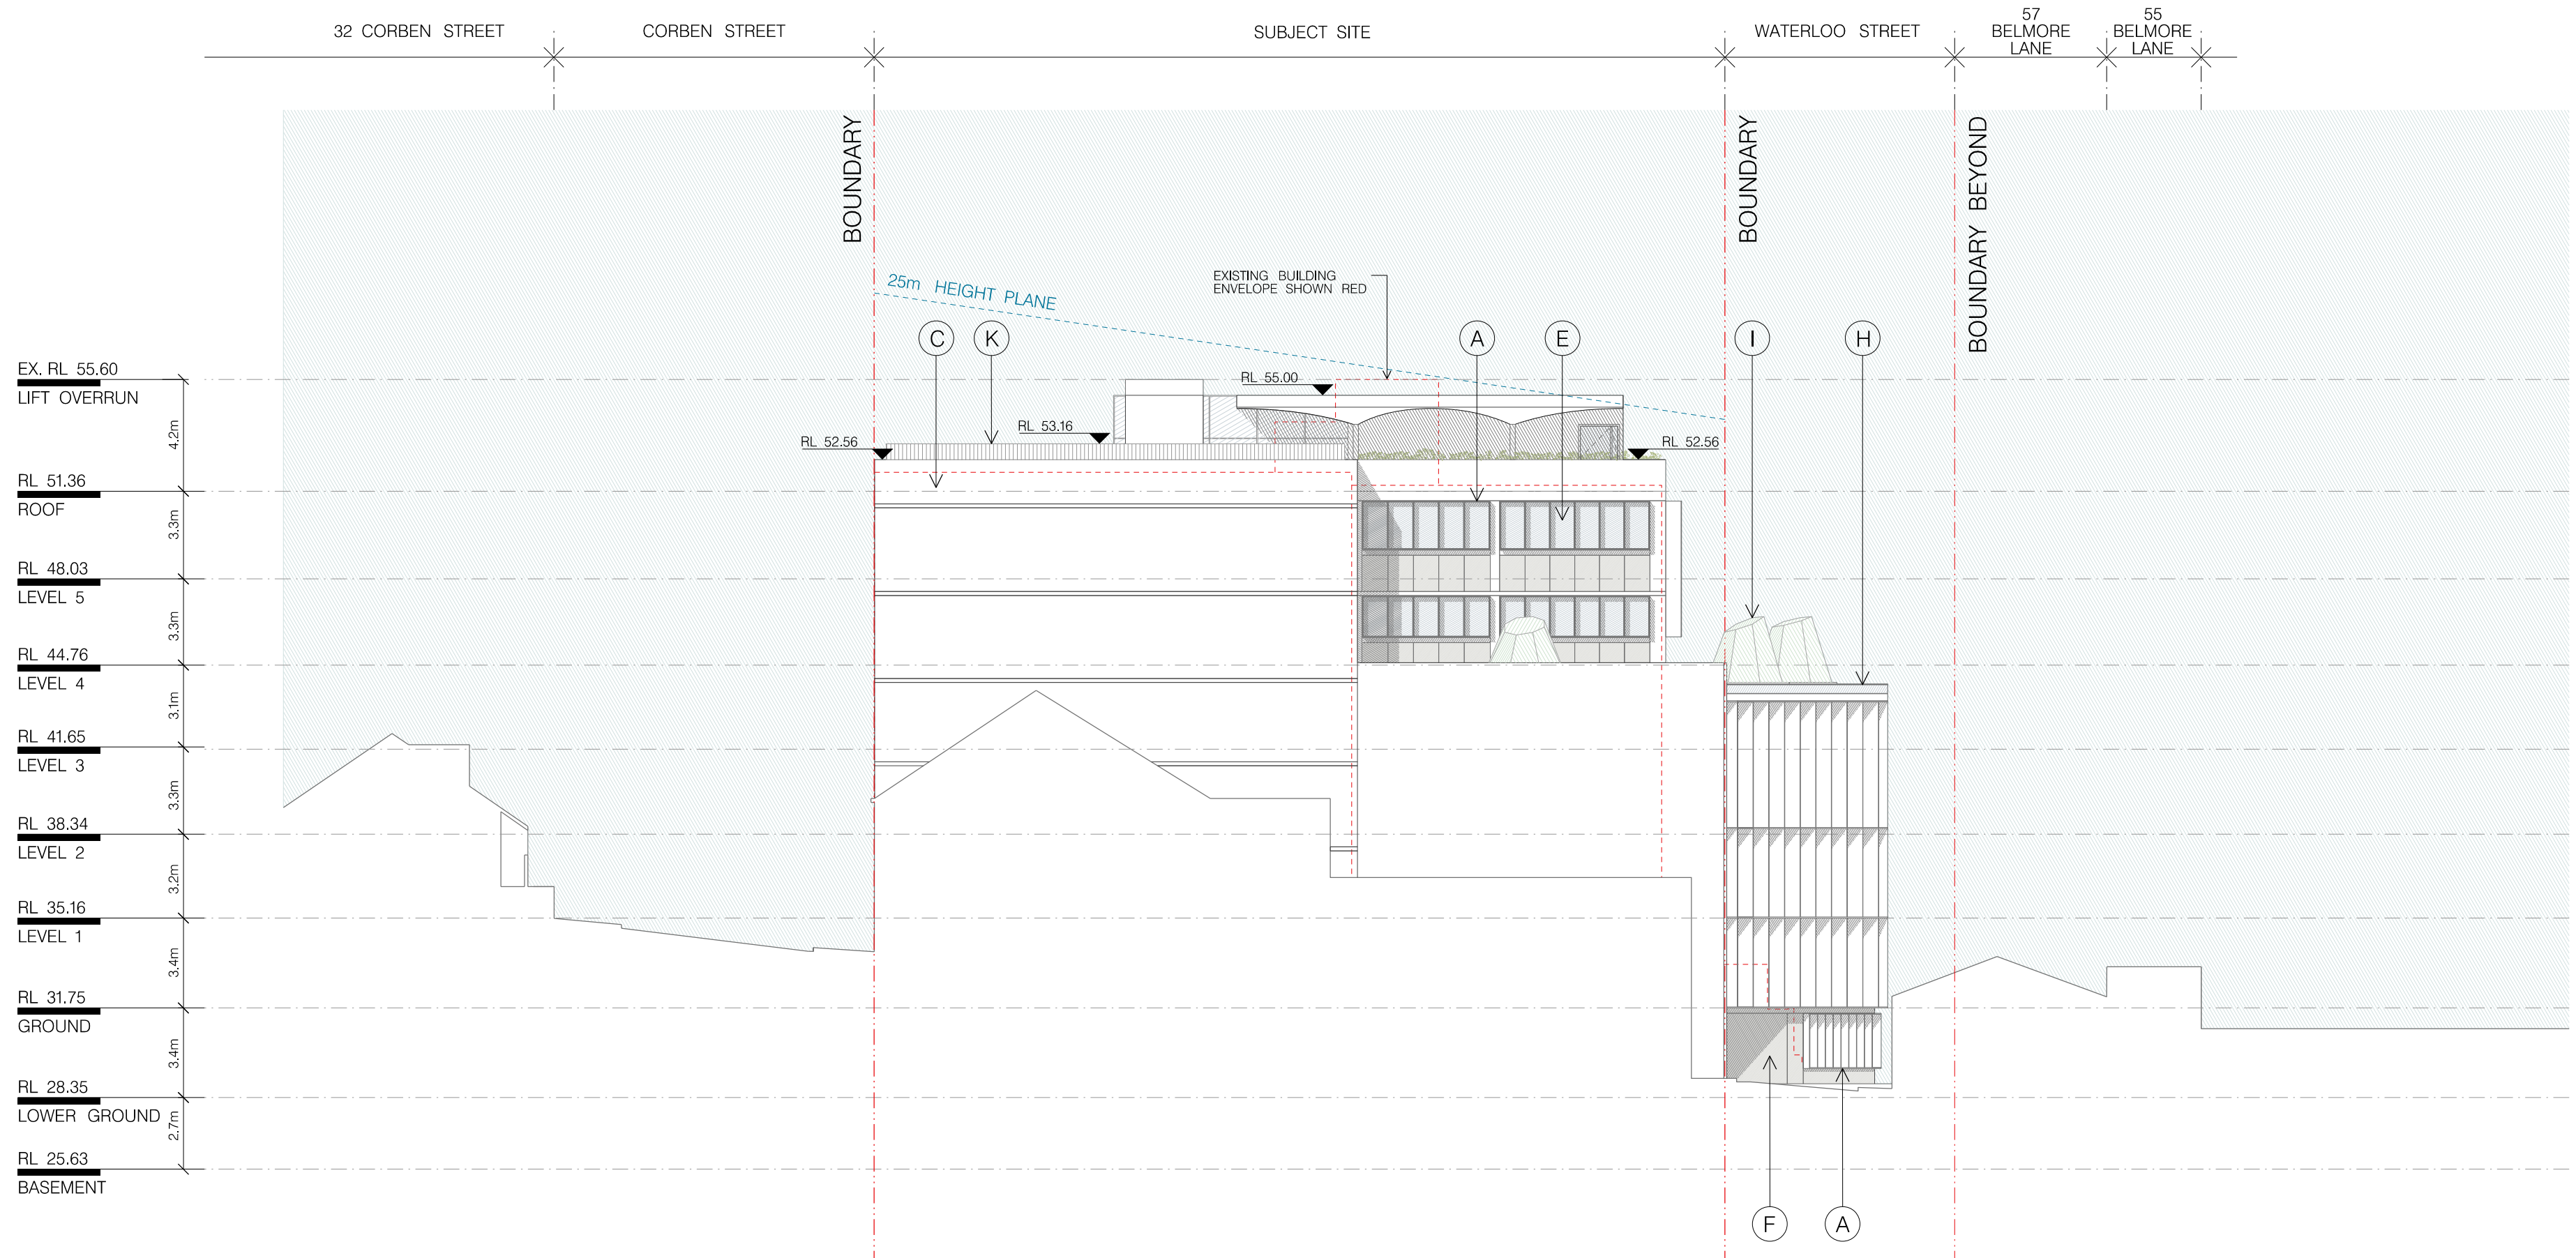 32 CORBEN STREET
CORBEN STREET
SUBJECT SITE
WATERLOO STREET
57
BELMORE
LANE
55
BELMORE
LANE
BOUNDARY
BOUNDARY
BOUNDARY BEYOND
25m HEIGHT PLANE
EXISTING BUILDING
ENVELOPE SHOWN RED
C
K
A
E
I
H
EX. RL 55.60
LIFT OVERRUN
4.2m
RL 55.00
RL 53.16
RL 52.56
RL 52.56
RL 51.36
ROOF
3.3m
RL 48.03
LEVEL 5
3.3m
RL 44.76
LEVEL 4
3.1m
RL 41.65
LEVEL 3
3.3m
RL 38.34
LEVEL 2
3.2m
RL 35.16
LEVEL 1
3.4m
RL 31.75
GROUND
3.4m
RL 28.35
LOWER GROUND
2.7m
RL 25.63
BASEMENT
F
A